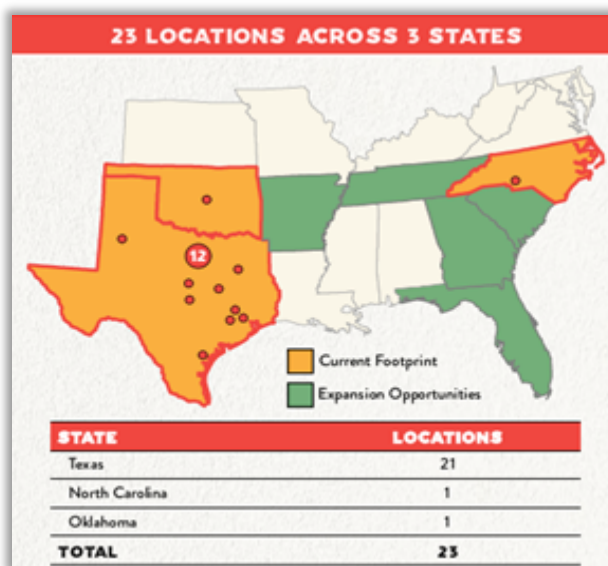 23 LOCATIONS ACROSS 3 STATES
12
Current Footprint
Expansion Opportunities
STATE LOCATIONS
Texas 21
North Carolina 1
Oklahoma 1
TOTAL 23